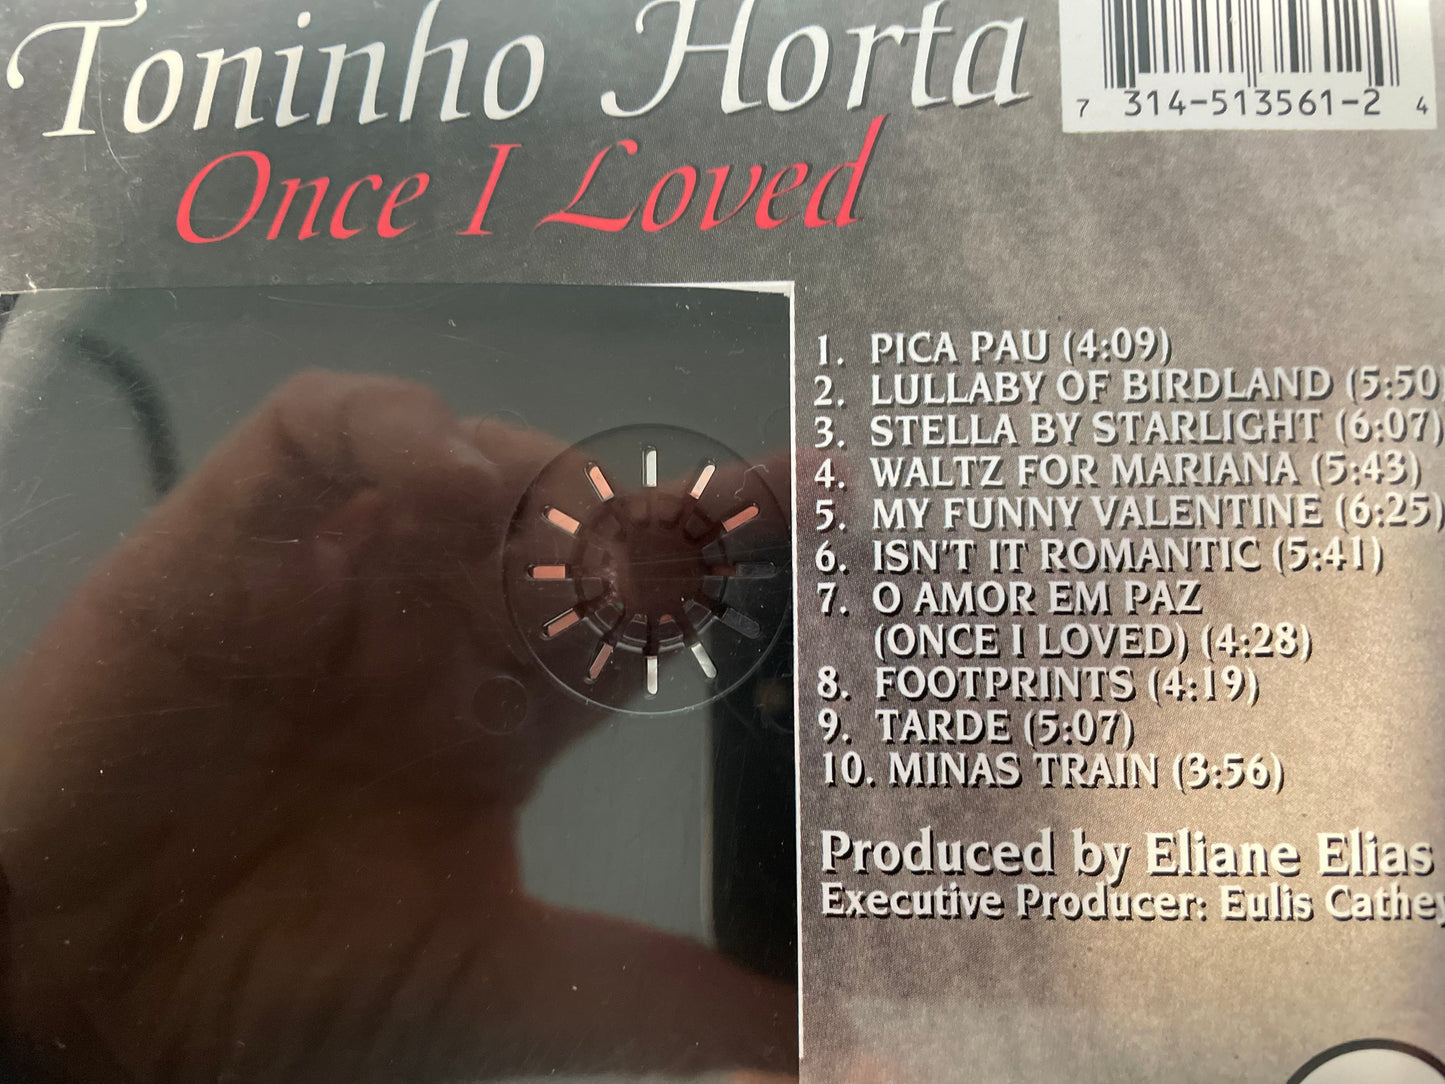 Toninho Horta
Once I Loved
7 314-513561-2 4
1. PICA PAU (4:09)
2. LULLABY OF BIRDLAND (5:50)
3. STELLA BY STARLIGHT (6:07)
4. WALTZ FOR MARIANA (5:43)
5. MY FUNNY VALENTINE (6:25)
6. ISN'T IT ROMANTIC (5:41)
7. O AMOR EM PAZ
(ONCE I LOVED) (4:28)
8. FOOTPRINTS (4:19)
9. TARDE (5:07)
10. MINAS TRAIN (3:56)
Produced by Eliane Elias
Executive Producer: Eulis Cathey